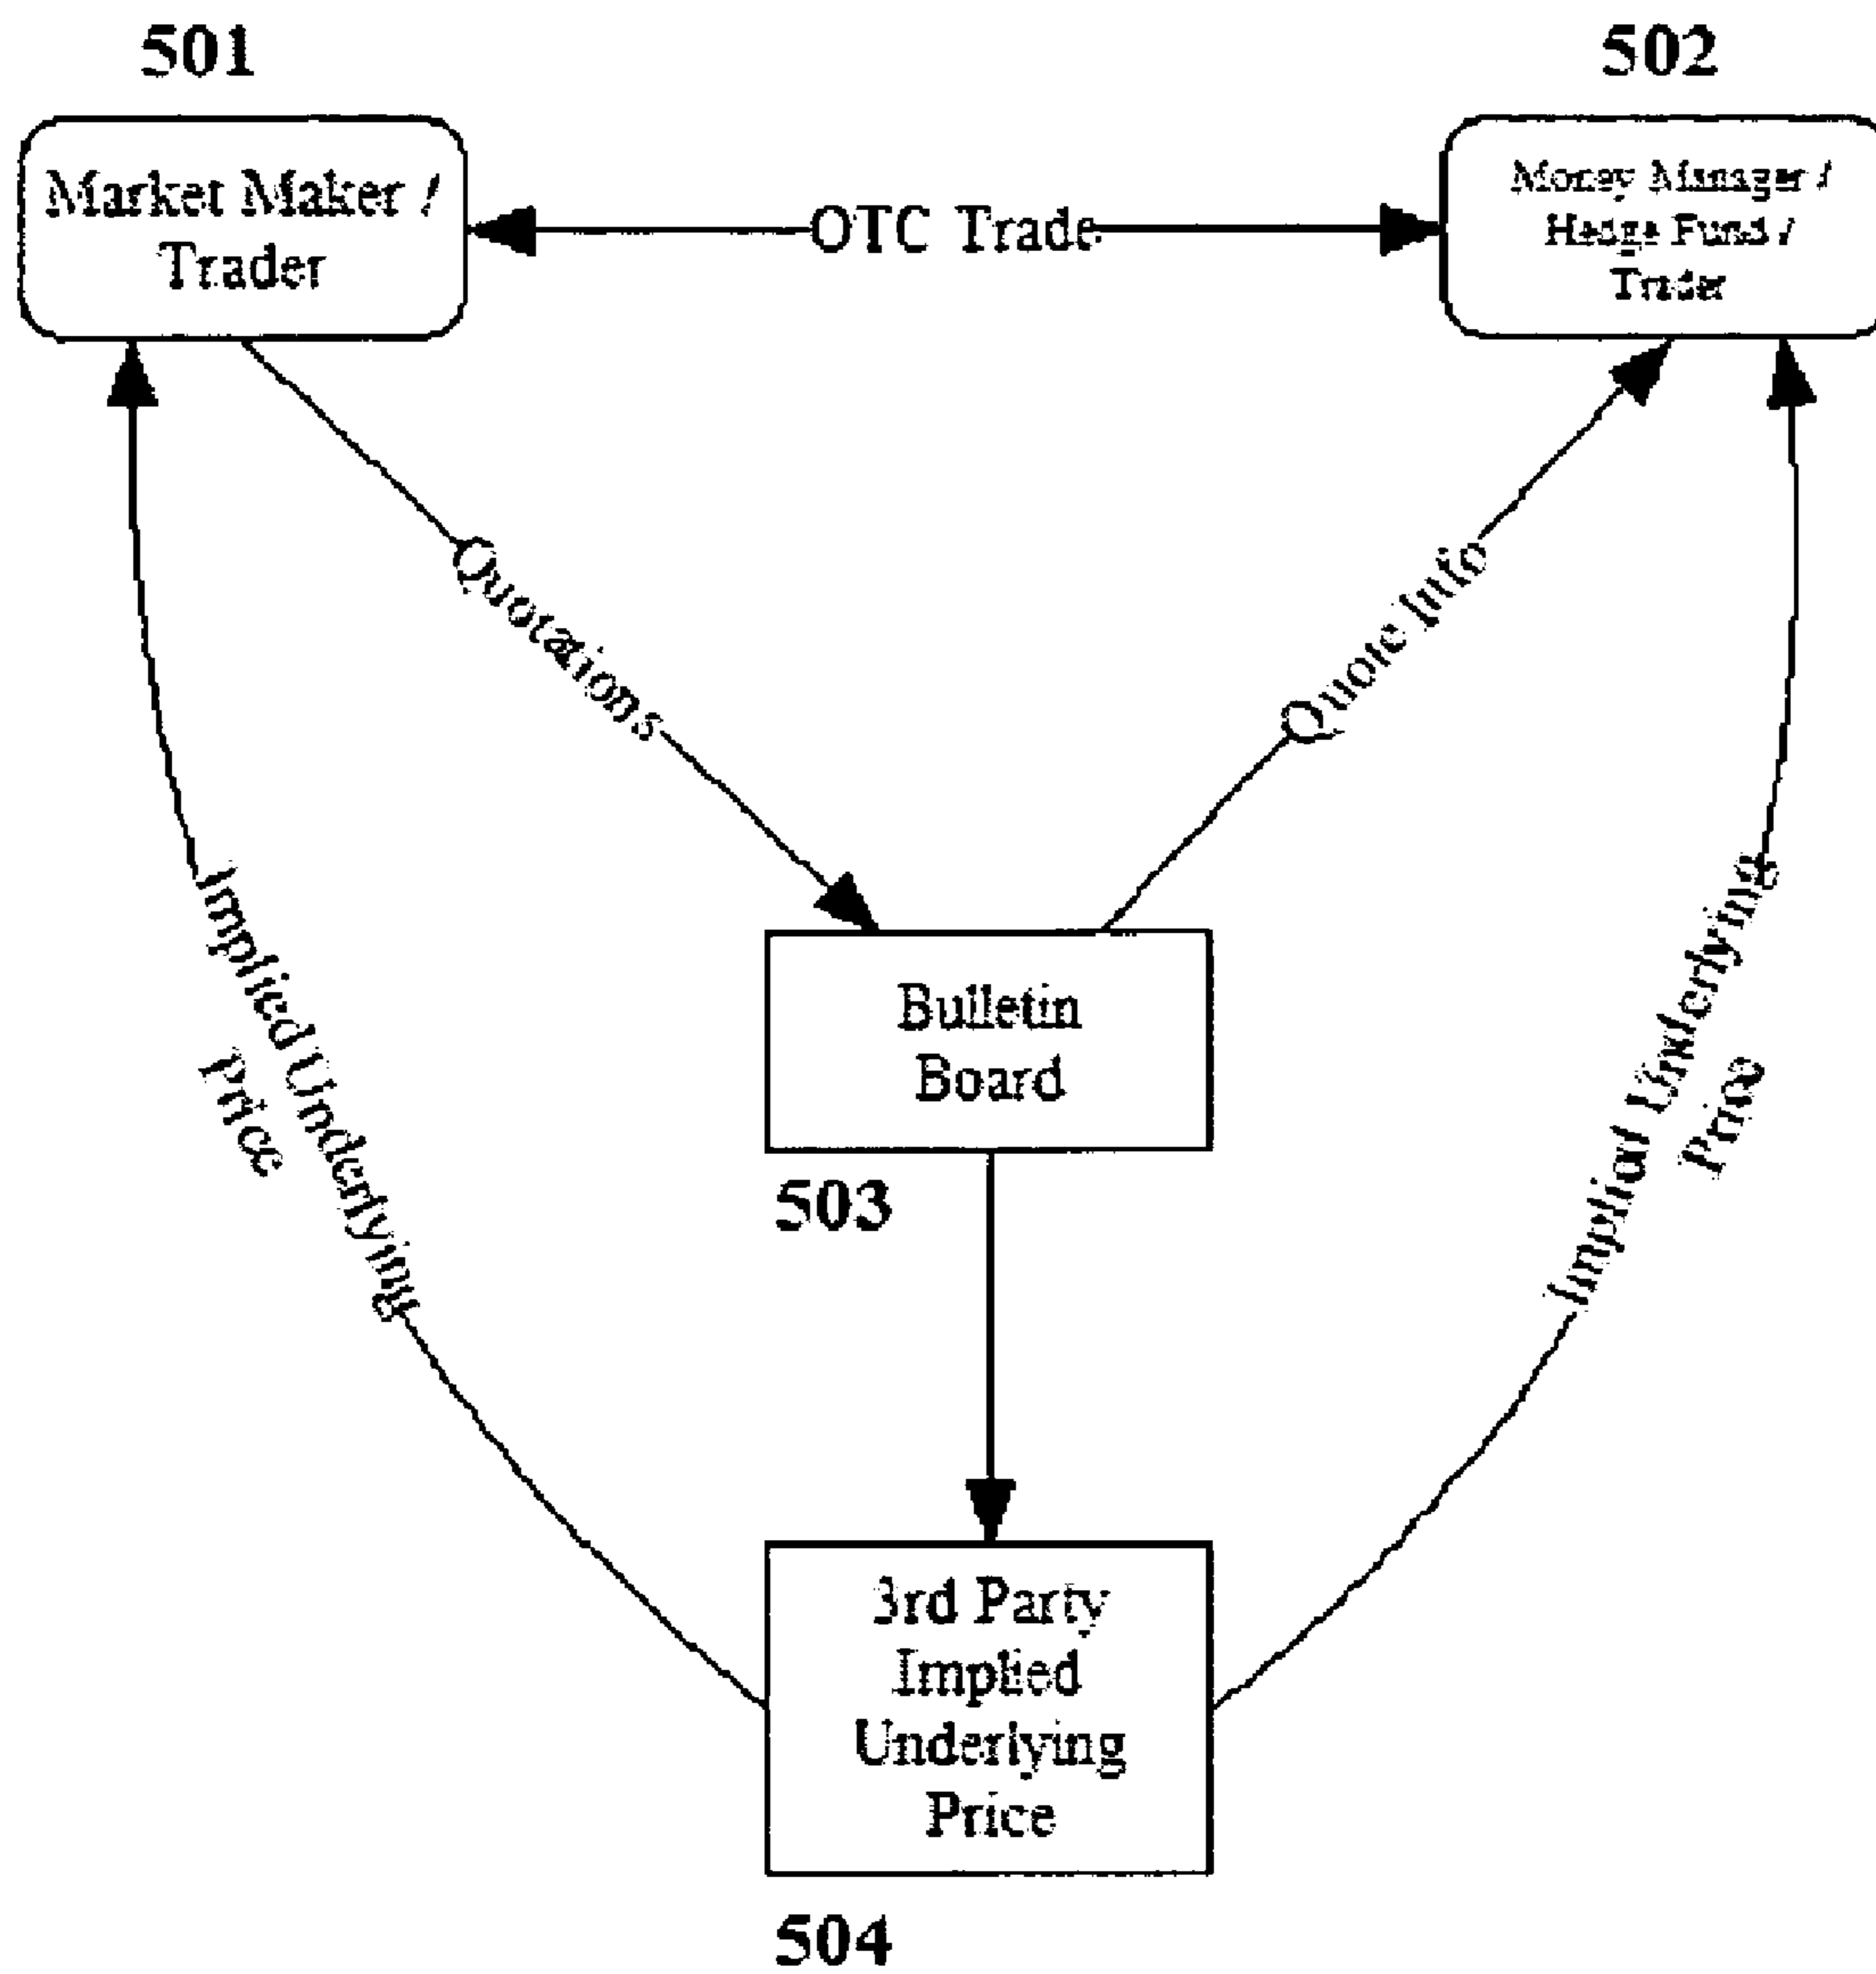 501
502
Market Maker /
Trader
OTC Trade
Money Manager /
Hedge Fund /
Trader
Quotations
Quote Info
Implied Underlying
Price
Implied Underlying
Price
Bulletin
Board
503
3rd Party
Implied
Underlying
Price
504